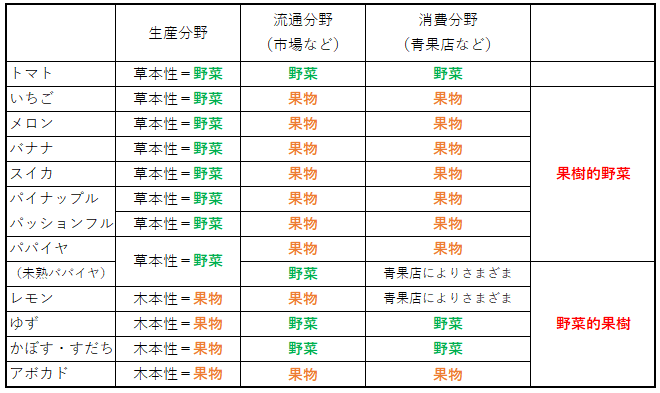 生産分野 流通分野 消費分野
(市場など) (青果店など)
トマト 草本性=野菜 野菜 野菜
いちご 草本性=野菜 果物 果物
メロン 草本性=野菜 果物 果物
バナナ 草本性=野菜 果物 果物
スイカ 草本性=野菜 果物 果物 果樹的野菜
パイナップル 草本性=野菜 果物 果物
パッションフル 草本性=野菜 果物 果物
パパイヤ 草本性=野菜 果物 果物
(未熟パパイヤ) 野菜 青果店によりさまざま
レモン 木本性=果物 果物 青果店によりさまざま
ゆず 木本性=果物 野菜 野菜 野菜的果樹
かぼす・すだち 木本性=果物 野菜 野菜
アボカド 木本性=果物 果物 果物